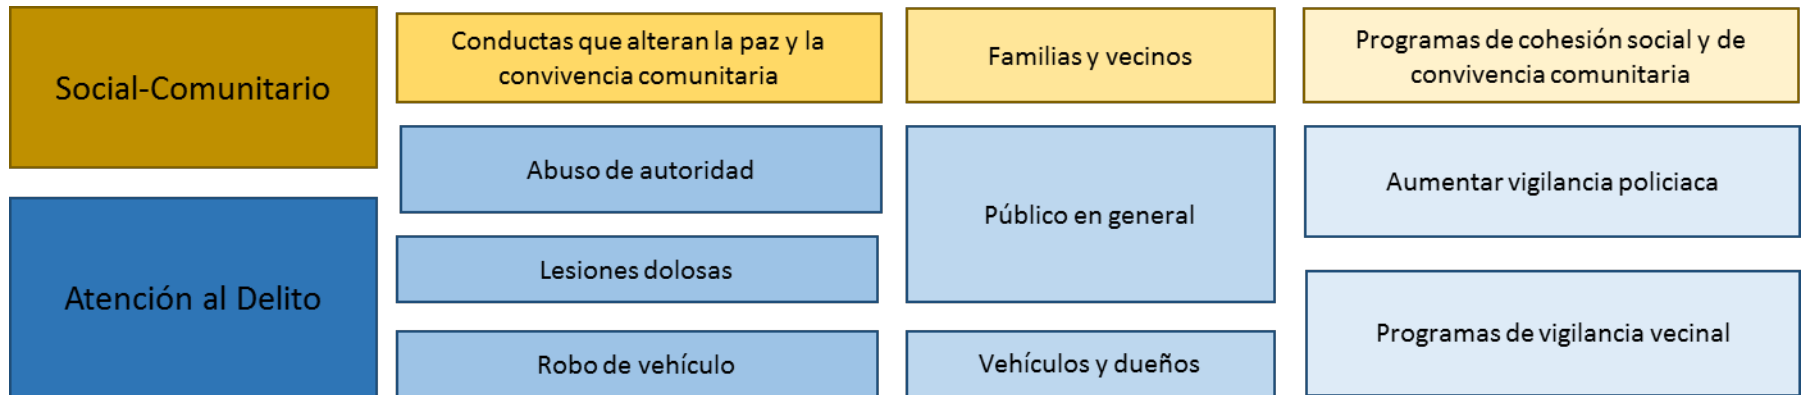 Social-Comunitario
Conductas que alteran la paz y la
convivencia comunitaria
Familias y vecinos
Programas de cohesión social y de
convivencia comunitaria
Atención al Delito
Abuso de autoridad
Lesiones dolosas
Robo de vehículo
Público en general
Vehículos y dueños
Aumentar vigilancia policiaca
Programas de vigilancia vecinal